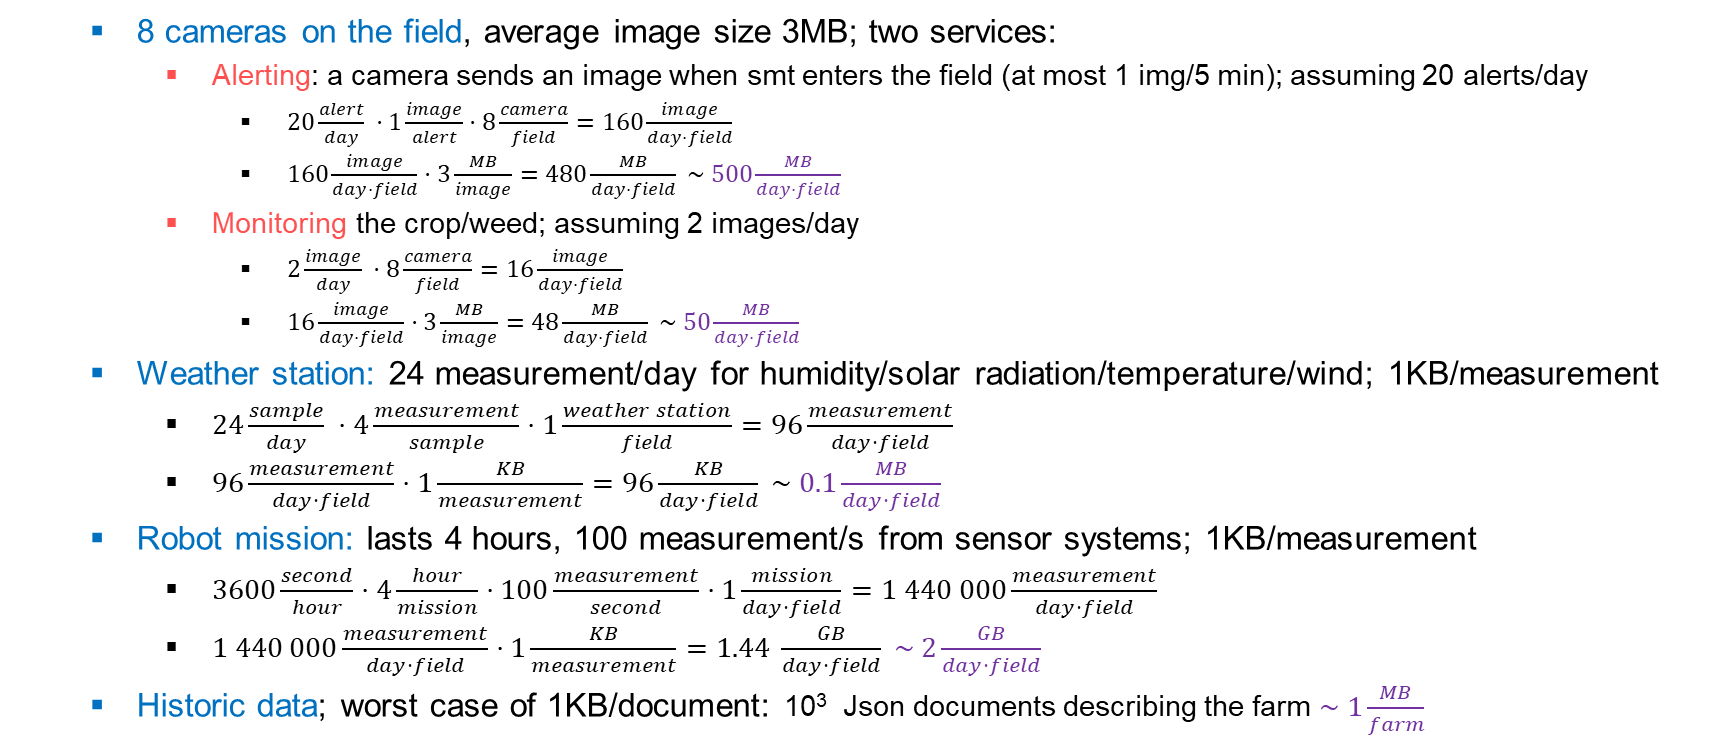 ▪ 8 cameras on the field, average image size 3MB; two services:
▪ Alerting: a camera sends an image when smt enters the field (at most 1 img/5 min); assuming 20 alerts/day
▪ 20 alert/day · 1 image/alert · 8 camera/field = 160 image/day·field
▪ 160 image/day·field · 3 MB/image = 480 MB/day·field ~ 500 MB/day·field
▪ Monitoring the crop/weed; assuming 2 images/day
▪ 2 image/day · 8 camera/field = 16 image/day·field
▪ 16 image/day·field · 3 MB/image = 48 MB/day·field ~ 50 MB/day·field
▪ Weather station: 24 measurement/day for humidity/solar radiation/temperature/wind; 1KB/measurement
▪ 24 sample/day · 4 measurement/sample · 1 weather station/field = 96 measurement/day·field
▪ 96 measurement/day·field · 1 KB/measurement = 96 KB/day·field ~ 0.1 MB/day·field
▪ Robot mission: lasts 4 hours, 100 measurement/s from sensor systems; 1KB/measurement
▪ 3600 second/hour · 4 hour/mission · 100 measurement/second · 1 mission/day·field = 1 440 000 measurement/day·field
▪ 1 440 000 measurement/day·field · 1 KB/measurement = 1.44 GB/day·field ~ 2 GB/day·field
▪ Historic data; worst case of 1KB/document: 10³ Json documents describing the farm ~ 1 MB/farm